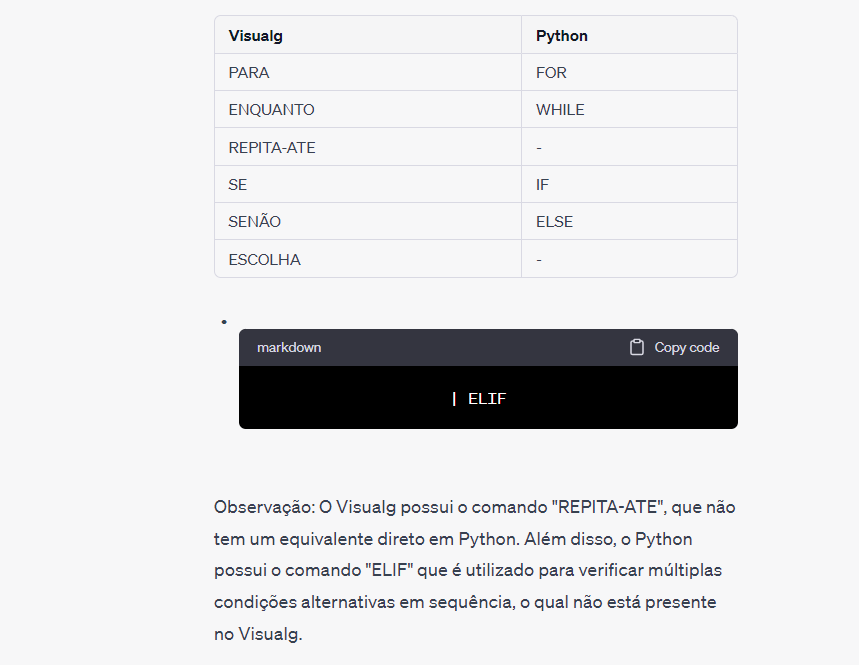 Visualg Python
PARA FOR
ENQUANTO WHILE
REPITA-ATE -
SE IF
SENÃO ELSE
ESCOLHA -
•
markdown Copy code
| ELIF
Observação: O Visualg possui o comando "REPITA-ATE", que não
tem um equivalente direto em Python. Além disso, o Python
possui o comando "ELIF" que é utilizado para verificar múltiplas
condições alternativas em sequência, o qual não está presente
no Visualg.